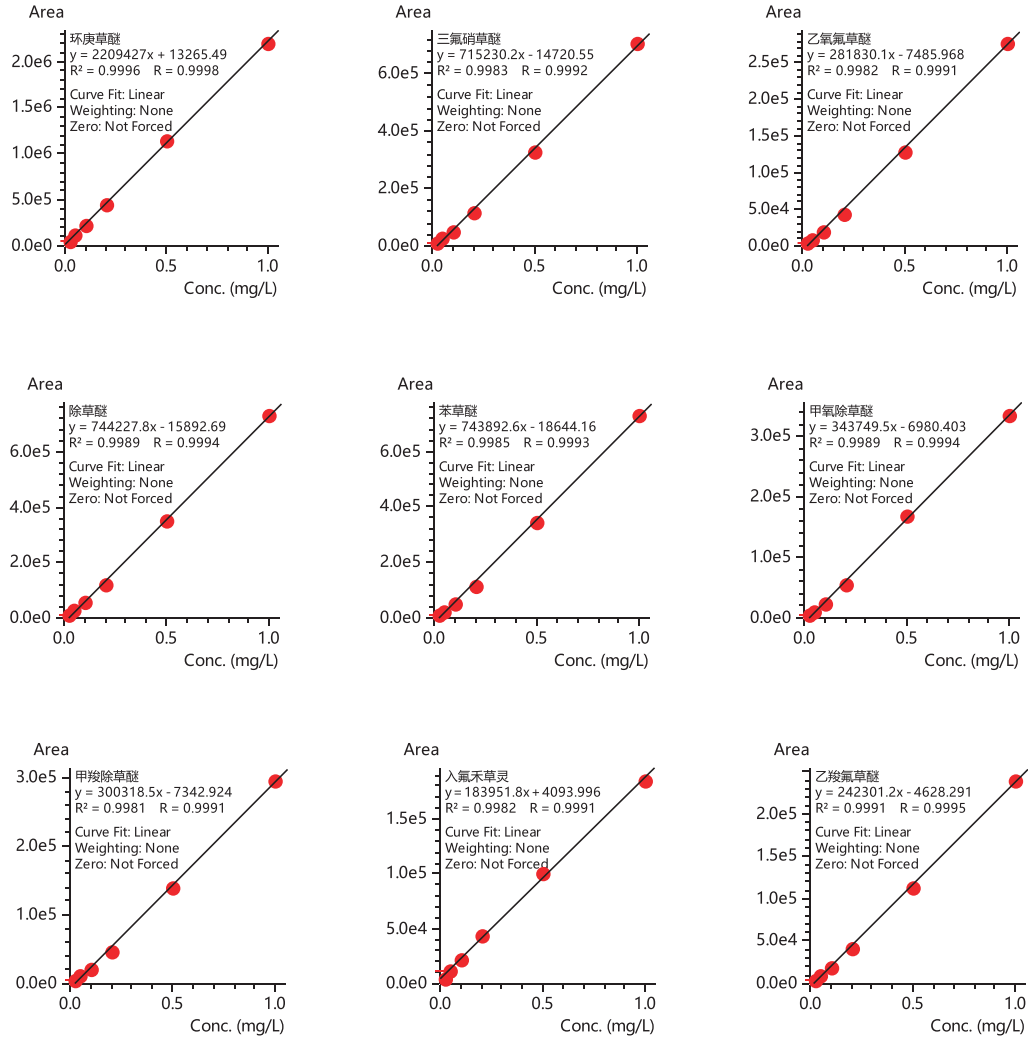 Area
环庚草醚
y = 2209427x + 13265.49
R² = 0.9996 R = 0.9998
Curve Fit: Linear
Weighting: None
Zero: Not Forced
2.0e6
1.5e6
1.0e6
5.0e5
0.0e0
0.0 0.5 1.0
Conc. (mg/L)
Area
三氟硝草醚
y = 715230.2x - 14720.55
R² = 0.9983 R = 0.9992
Curve Fit: Linear
Weighting: None
Zero: Not Forced
6.0e5
4.0e5
2.0e5
0.0e0
0.0 0.5 1.0
Conc. (mg/L)
Area
乙氧氟草醚
y = 281830.1x - 7485.968
R² = 0.9982 R = 0.9991
Curve Fit: Linear
Weighting: None
Zero: Not Forced
2.5e5
2.0e5
1.5e5
1.0e5
5.0e4
0.0e0
0.0 0.5 1.0
Conc. (mg/L)
Area
除草醚
y = 744227.8x - 15892.69
R² = 0.9989 R = 0.9994
Curve Fit: Linear
Weighting: None
Zero: Not Forced
6.0e5
4.0e5
2.0e5
0.0e0
0.0 0.5 1.0
Conc. (mg/L)
Area
苯草醚
y = 743892.6x - 18644.16
R² = 0.9985 R = 0.9993
Curve Fit: Linear
Weighting: None
Zero: Not Forced
6.0e5
4.0e5
2.0e5
0.0e0
0.0 0.5 1.0
Conc. (mg/L)
Area
甲氧除草醚
y = 343749.5x - 6980.403
R² = 0.9989 R = 0.9994
Curve Fit: Linear
Weighting: None
Zero: Not Forced
3.0e5
2.0e5
1.0e5
0.0e0
0.0 0.5 1.0
Conc. (mg/L)
Area
甲羧除草醚
y = 300318.5x - 7342.924
R² = 0.9981 R = 0.9991
Curve Fit: Linear
Weighting: None
Zero: Not Forced
3.0e5
2.0e5
1.0e5
0.0e0
0.0 0.5 1.0
Conc. (mg/L)
Area
入氟禾草灵
y = 183951.8x + 4093.996
R² = 0.9982 R = 0.9991
Curve Fit: Linear
Weighting: None
Zero: Not Forced
1.5e5
1.0e5
5.0e4
0.0e0
0.0 0.5 1.0
Conc. (mg/L)
Area
乙羧氟草醚
y = 242301.2x - 4628.291
R² = 0.9991 R = 0.9995
Curve Fit: Linear
Weighting: None
Zero: Not Forced
2.0e5
1.5e5
1.0e5
5.0e4
0.0e0
0.0 0.5 1.0
Conc. (mg/L)